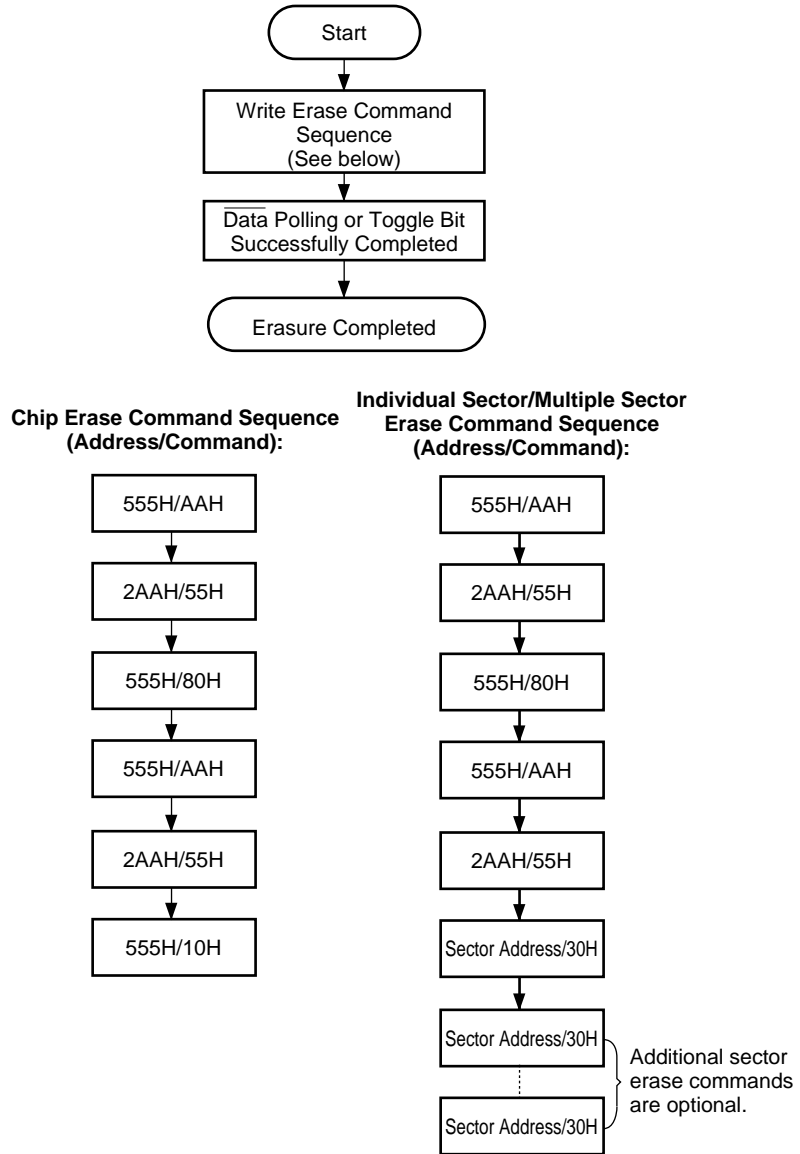 Start
Write Erase Command
Sequence
(See below)
Data Polling or Toggle Bit
Successfully Completed
Erasure Completed
Chip Erase Command Sequence
(Address/Command):
555H/AAH
2AAH/55H
555H/80H
555H/AAH
2AAH/55H
555H/10H
Individual Sector/Multiple Sector
Erase Command Sequence
(Address/Command):
555H/AAH
2AAH/55H
555H/80H
555H/AAH
2AAH/55H
Sector Address/30H
Sector Address/30H
Sector Address/30H
Additional sector
erase commands
are optional.